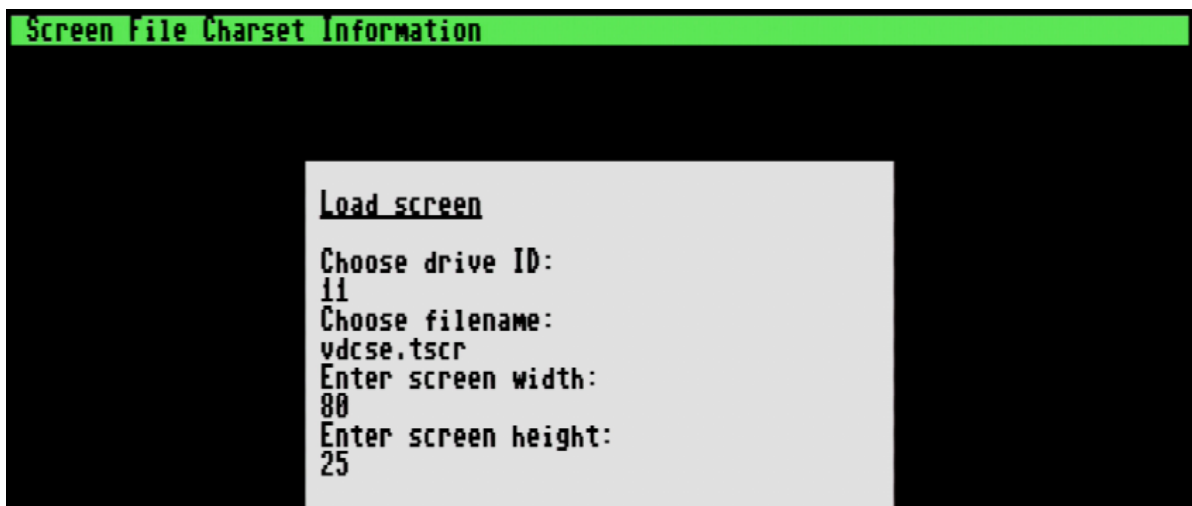 Screen File Charset Information
Load screen
Choose drive ID:
11
Choose filename:
vdcse.tscr
Enter screen width:
80
Enter screen height:
25